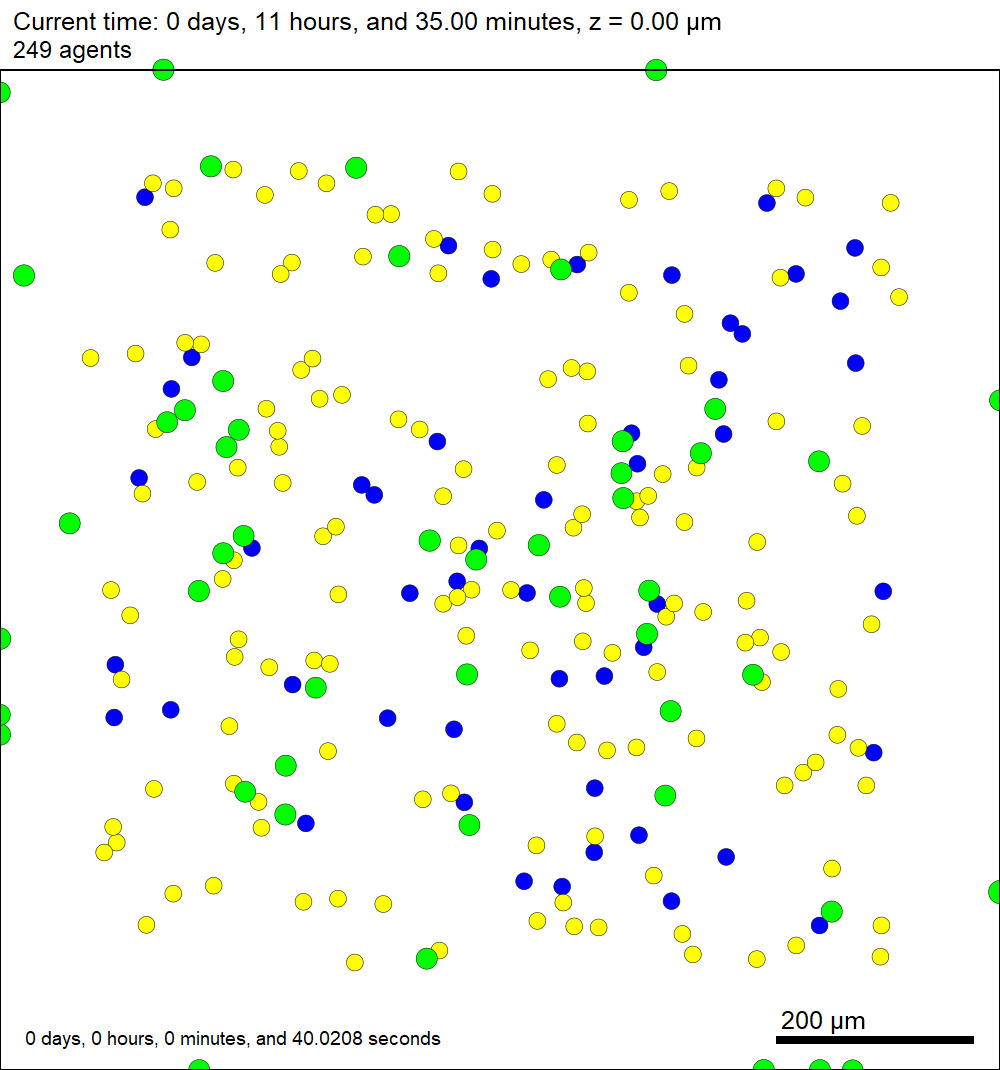 Current time: 0 days, 11 hours, and 35.00 minutes, z = 0.00 µm
249 agents
200 µm
0 days, 0 hours, 0 minutes, and 40.0208 seconds